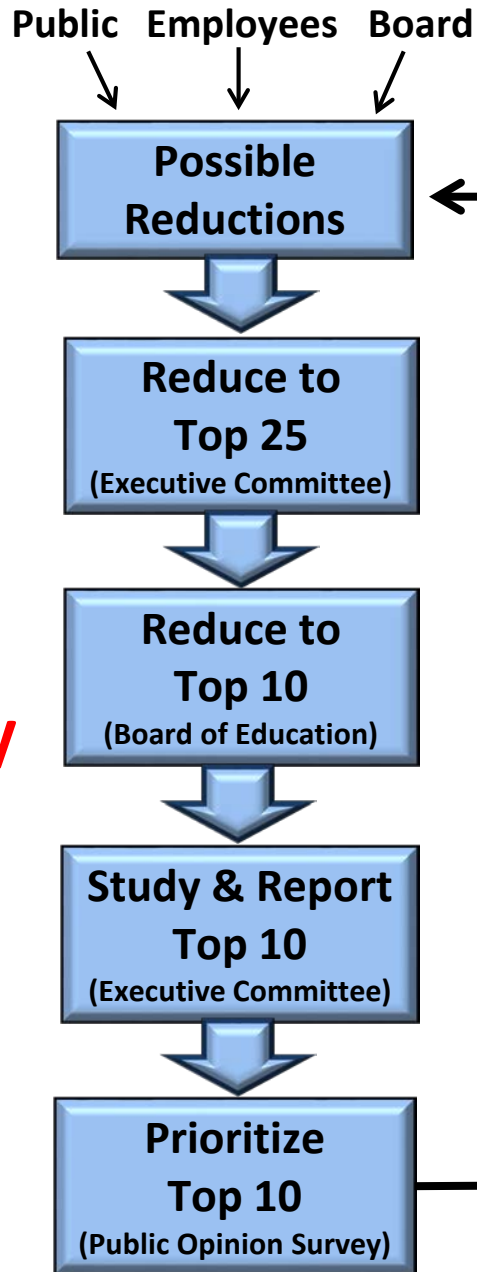 Public Employees Board
Possible
Reductions
Reduce to
Top 25
(Executive Committee)
Reduce to
Top 10
(Board of Education)
Study & Report
Top 10
(Executive Committee)
Prioritize
Top 10
(Public Opinion Survey)